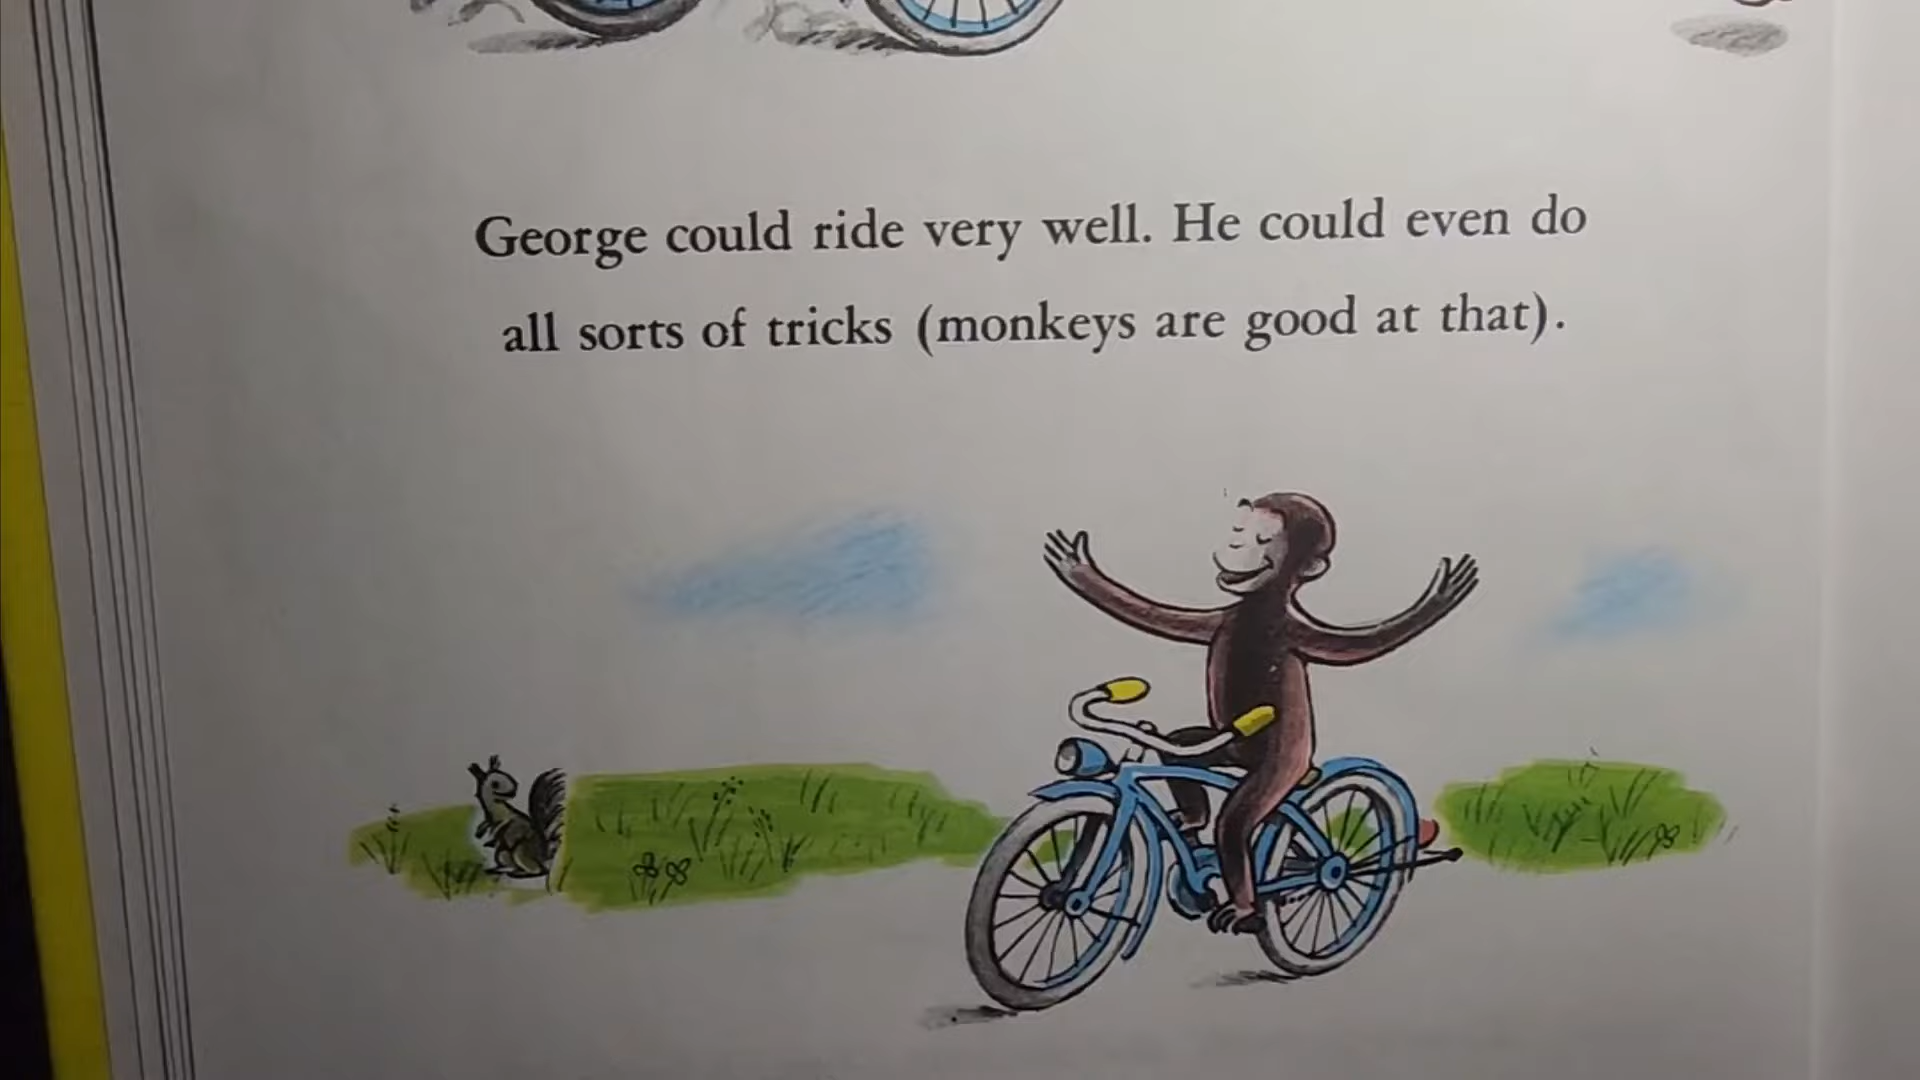 George could ride very well. He could even do
all sorts of tricks (monkeys are good at that).